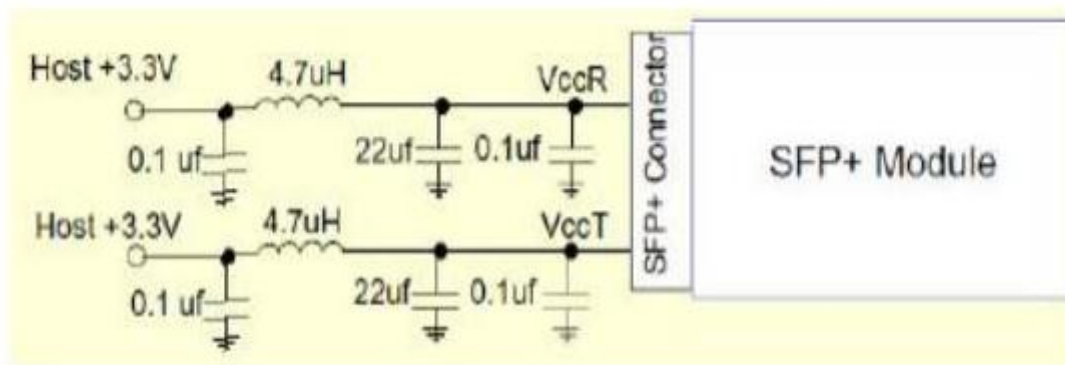 Host +3.3V
4.7uH
VccR
0.1 uf
22uf
0.1uf
SFP+ Connector
SFP+ Module
Host +3.3V
4.7uH
VccT
0.1 uf
22uf
0.1uf